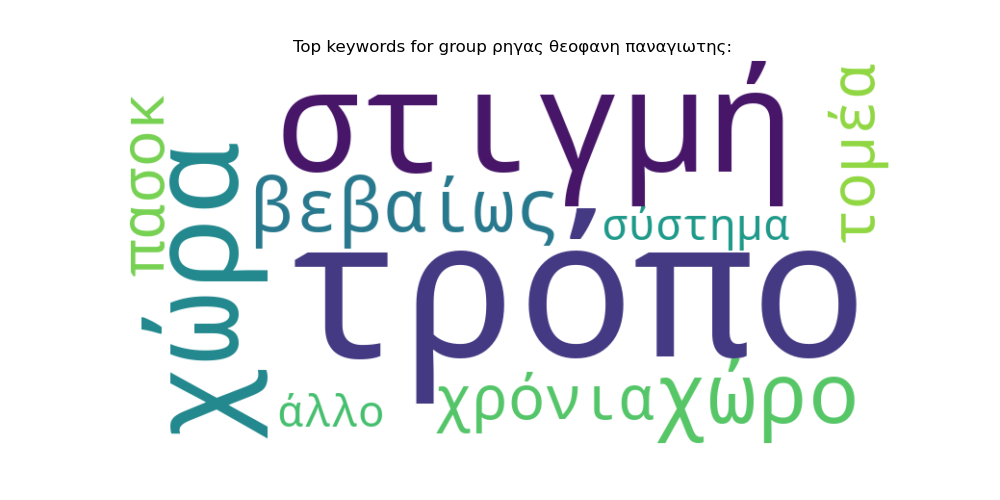 Top keywords for group ρηγας θεοφανη παναγιωτης:
στιγμή
τρόπο
χώρα
βεβαίως
σύστημα
πασοκ
τομέα
άλλο
χρόνια
χώρο